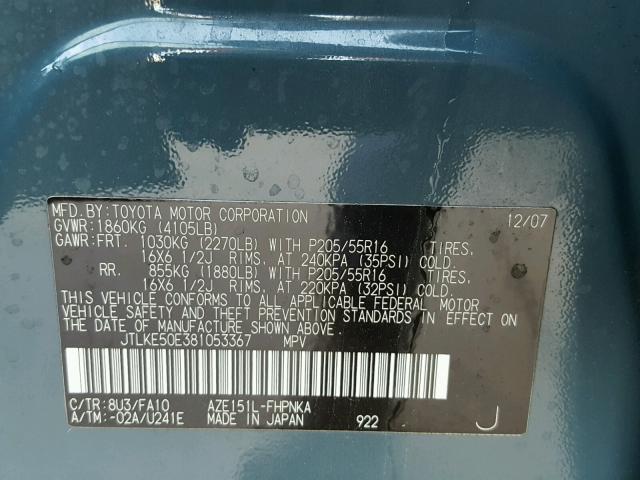 MFD.BY:TOYOTA MOTOR CORPORATION 12/07
GVWR:1860KG (4105LB)
GAWR:FRT. 1030KG (2270LB) WITH P205/55R16 TIRES,
16X6 1/2J RIMS, AT 240KPA (35PSI) COLD.
RR. 855KG (1880LB) WITH P205/55R16 TIRES,
16X6 1/2J RIMS, AT 220KPA (32PSI) COLD.
THIS VEHICLE CONFORMS TO ALL APPLICABLE FEDERAL MOTOR
VEHICLE SAFETY AND THEFT PREVENTION STANDARDS IN EFFECT ON
THE DATE OF MANUFACTURE SHOWN ABOVE.
JTLKE50E381053367 MPV
C/TR:8U3/FA10 AZE151L-FHPNKA
A/TM:-02A/U241E MADE IN JAPAN 922 J